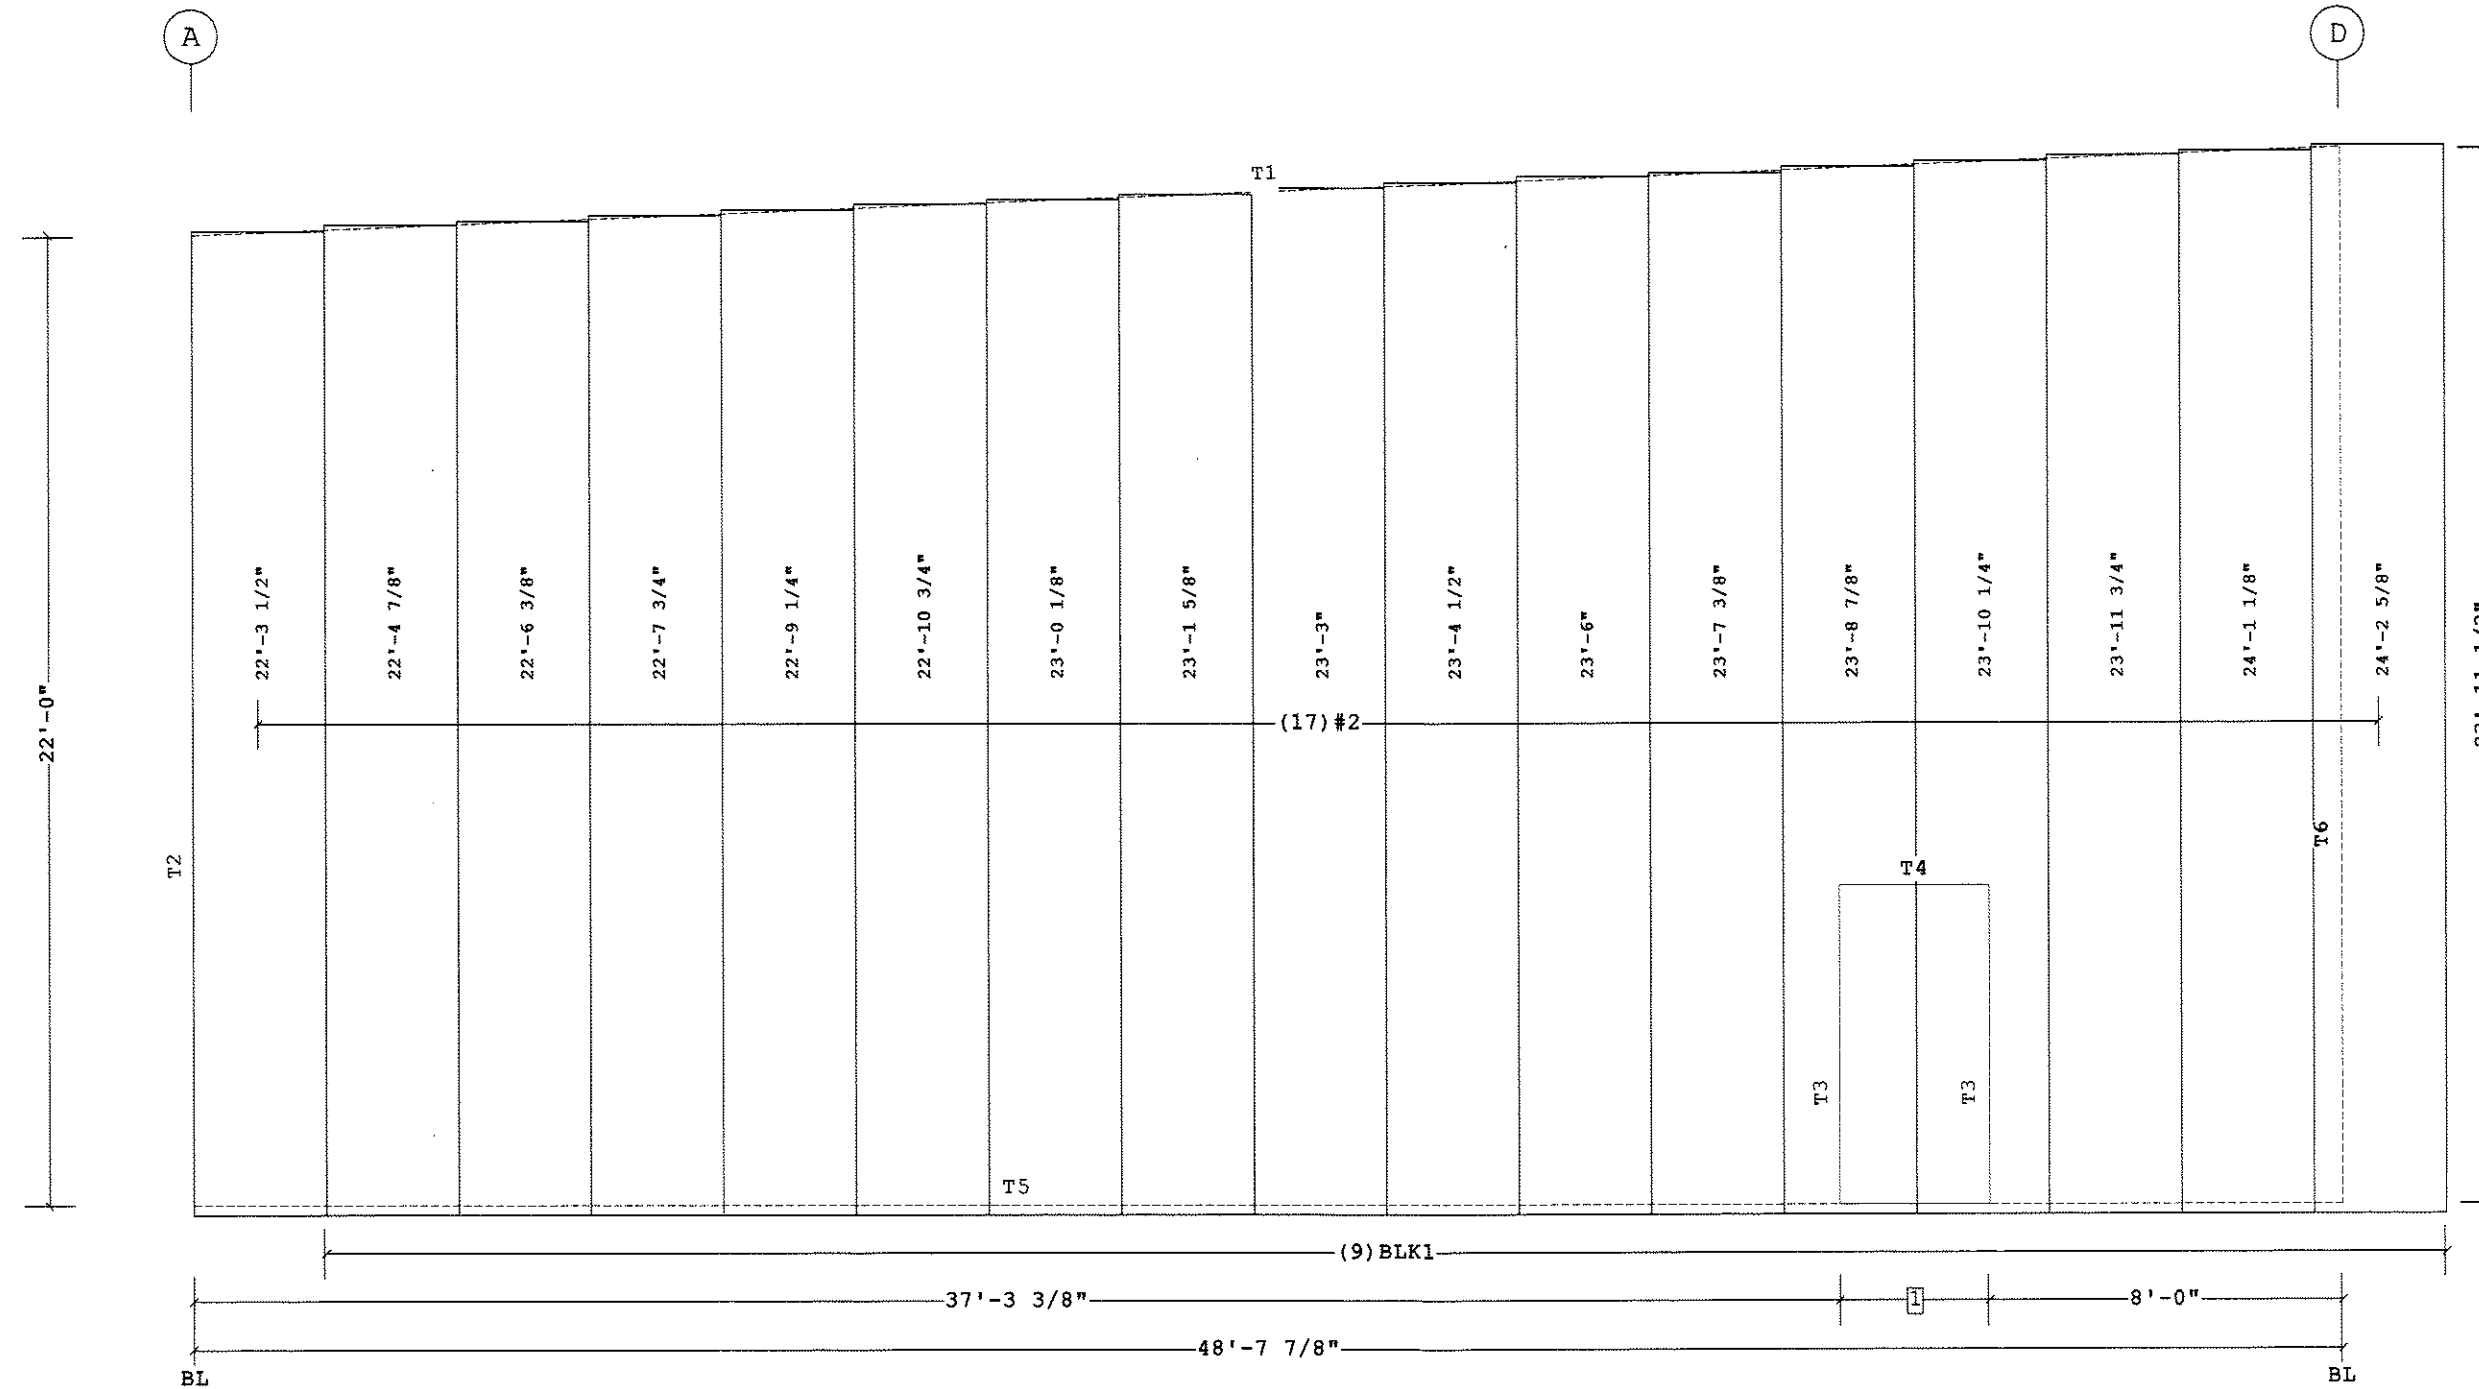 A
D
T1
22'-0"
22'-3 1/2"
22'-4 7/8"
22'-6 3/8"
22'-7 3/4"
22'-9 1/4"
22'-10 3/4"
23'-0 1/8"
23'-1 5/8"
23'-3"
23'-4 1/2"
23'-6"
23'-7 3/8"
23'-8 7/8"
23'-10 1/4"
23'-11 3/4"
24'-1 1/8"
24'-2 5/8"
(17)#2
T2
T6
T4
T3
T3
T5
(9)BLK1
37'-3 3/8"
1
8'-0"
48'-7 7/8"
BL
BL